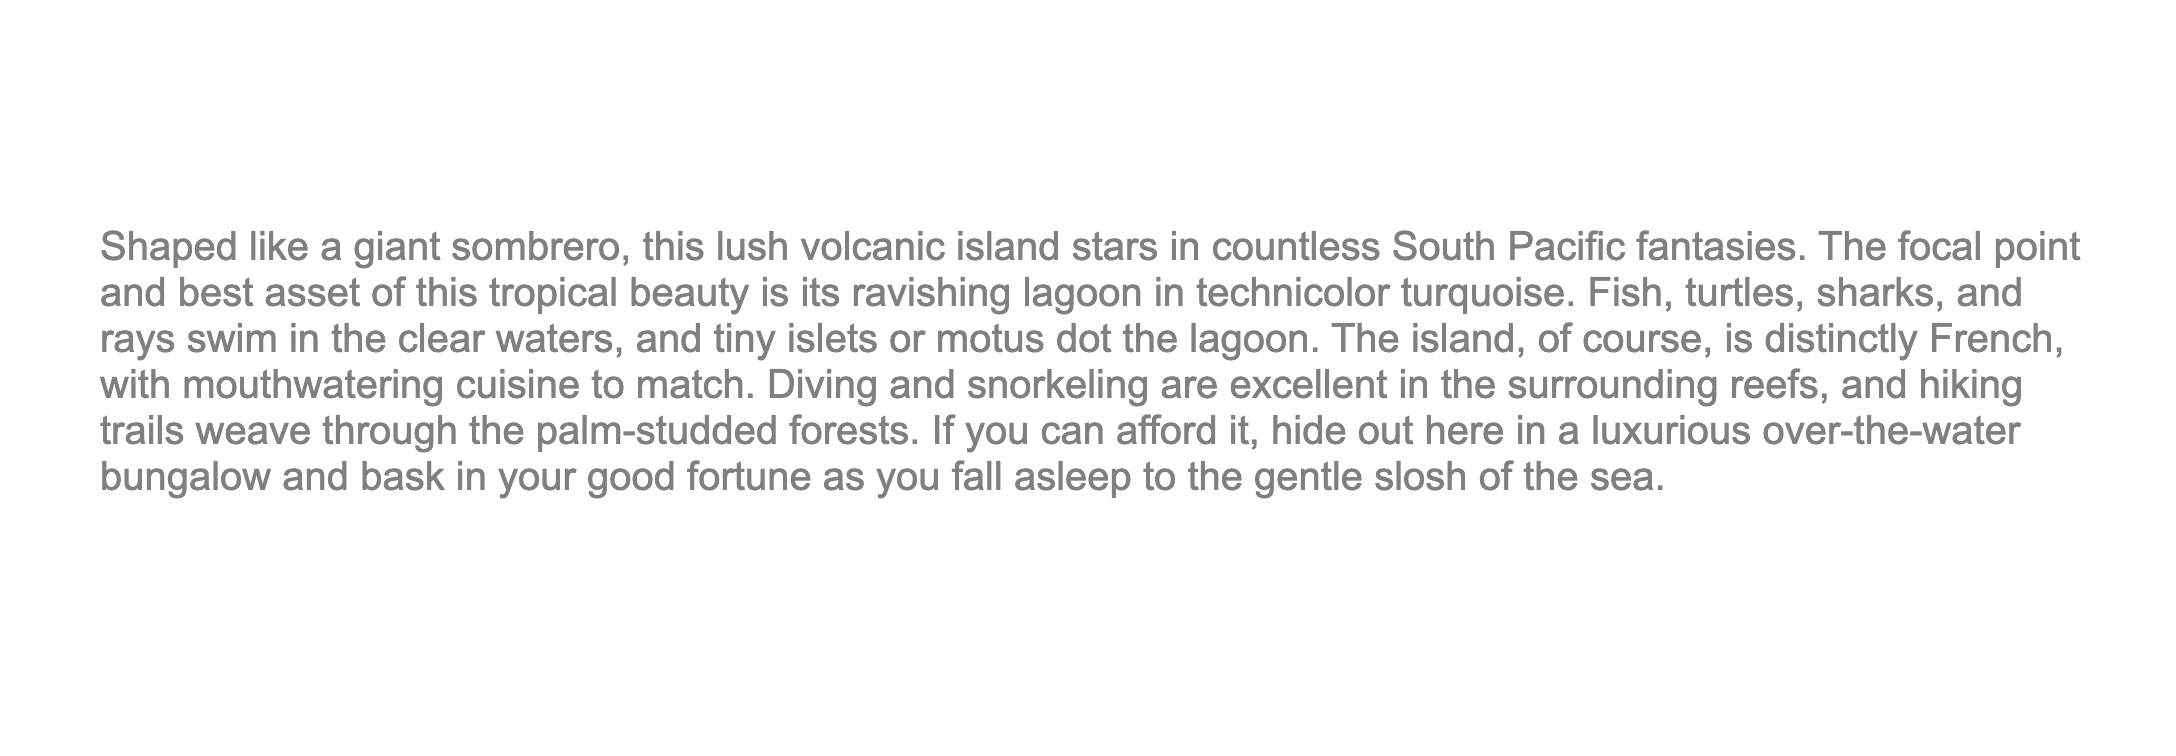 Shaped like a giant sombrero, this lush volcanic island stars in countless South Pacific fantasies. The focal point
and best asset of this tropical beauty is its ravishing lagoon in technicolor turquoise. Fish, turtles, sharks, and
rays swim in the clear waters, and tiny islets or motus dot the lagoon. The island, of course, is distinctly French,
with mouthwatering cuisine to match. Diving and snorkeling are excellent in the surrounding reefs, and hiking
trails weave through the palm-studded forests. If you can afford it, hide out here in a luxurious over-the-water
bungalow and bask in your good fortune as you fall asleep to the gentle slosh of the sea.